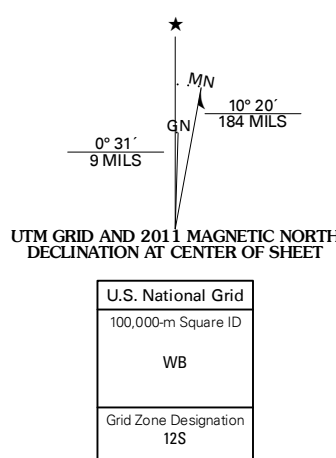 ★
MN
GN
10° 20´
184 MILS
0° 31´
9 MILS
UTM GRID AND 2011 MAGNETIC NORTH
DECLINATION AT CENTER OF SHEET
U.S. National Grid
100,000-m Square ID
WB
Grid Zone Designation
12S